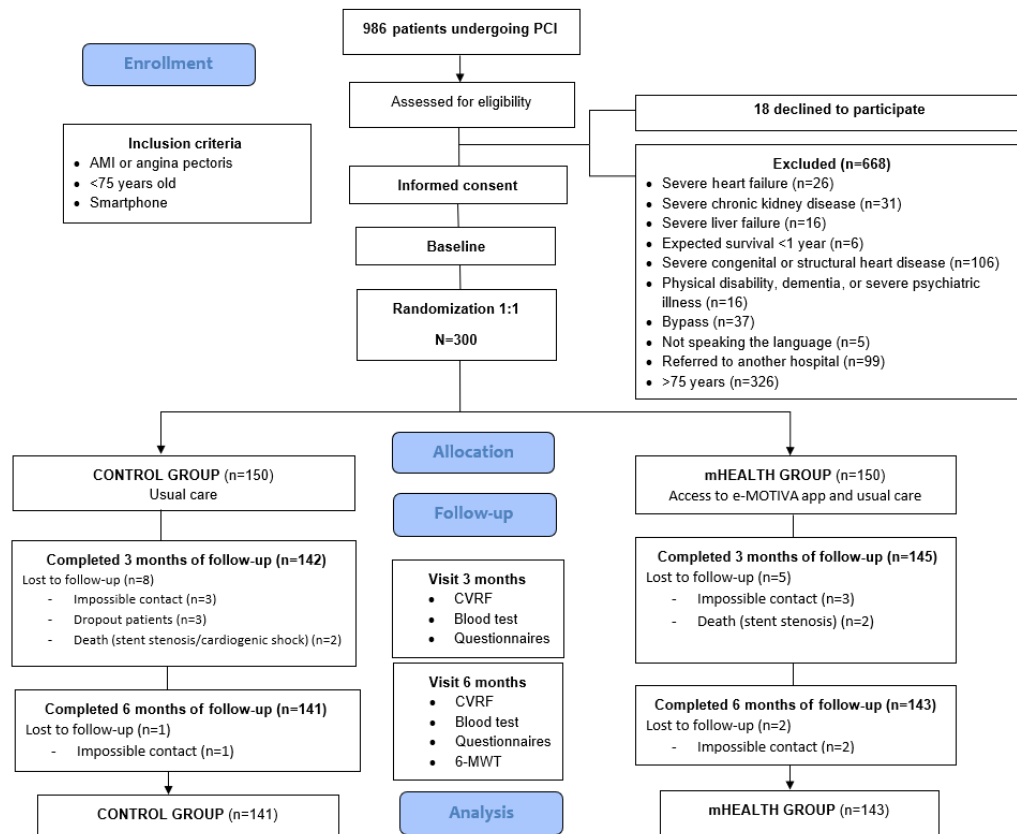 986 patients undergoing PCI
Enrollment
Assessed for eligibility
18 declined to participate
Inclusion criteria
• AMI or angina pectoris
• <75 years old
• Smartphone
Excluded (n=668)
• Severe heart failure (n=26)
• Severe chronic kidney disease (n=31)
• Severe liver failure (n=16)
• Expected survival <1 year (n=6)
• Severe congenital or structural heart disease (n=106)
• Physical disability, dementia, or severe psychiatric
illness (n=16)
• Bypass (n=37)
• Not speaking the language (n=5)
• Referred to another hospital (n=99)
• >75 years (n=326)
Informed consent
Baseline
Randomization 1:1
N=300
Allocation
CONTROL GROUP (n=150)
Usual care
mHEALTH GROUP (n=150)
Access to e-MOTIVA app and usual care
Follow-up
Completed 3 months of follow-up (n=142)
Lost to follow-up (n=8)
- Impossible contact (n=3)
- Dropout patients (n=3)
- Death (stent stenosis/cardiogenic shock) (n=2)
Visit 3 months
• CVRF
• Blood test
• Questionnaires
Completed 3 months of follow-up (n=145)
Lost to follow-up (n=5)
- Impossible contact (n=3)
- Death (stent stenosis) (n=2)
Completed 6 months of follow-up (n=141)
Lost to follow-up (n=1)
- Impossible contact (n=1)
Visit 6 months
• CVRF
• Blood test
• Questionnaires
• 6-MWT
Completed 6 months of follow-up (n=143)
Lost to follow-up (n=2)
- Impossible contact (n=2)
CONTROL GROUP (n=141)
Analysis
mHEALTH GROUP (n=143)